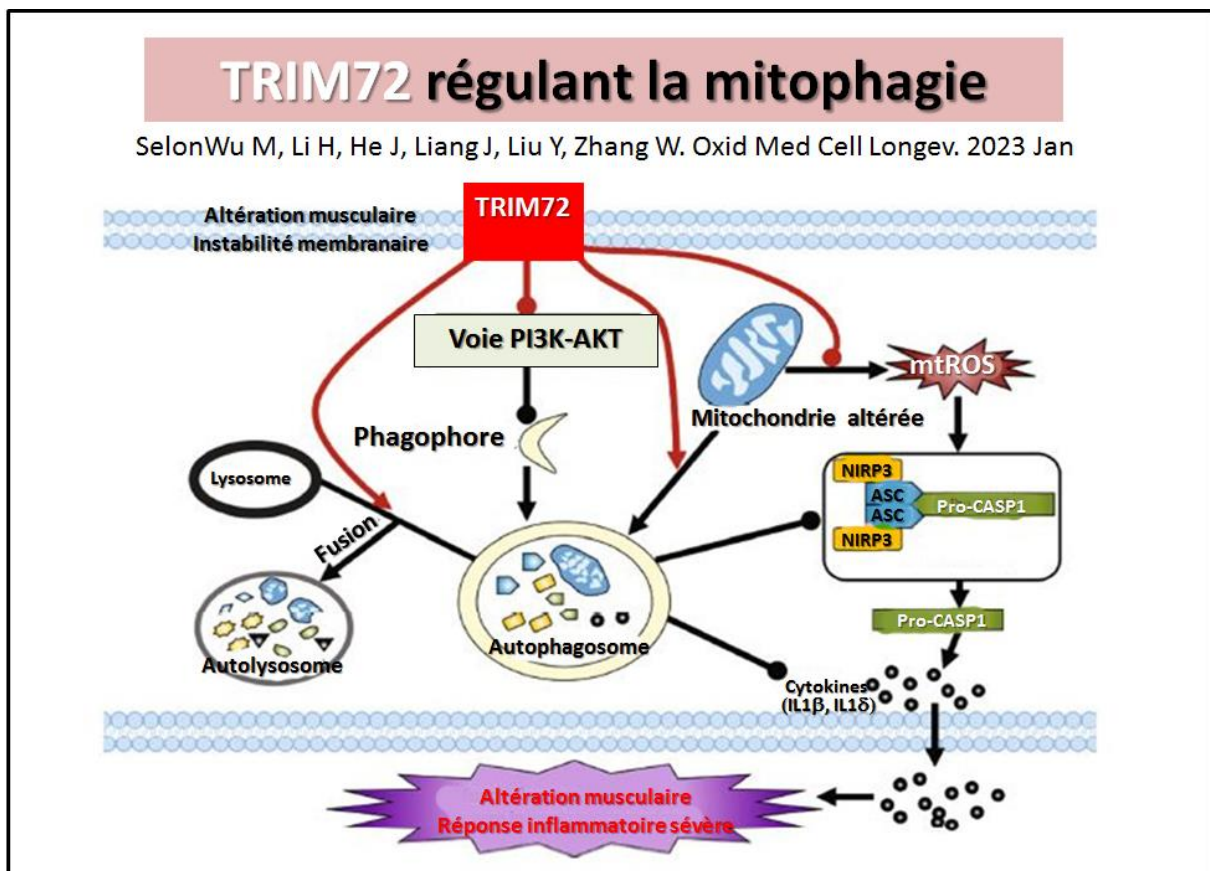 TRIM72 régulant la mitophagie
SelonWu M, Li H, He J, Liang J, Liu Y, Zhang W. Oxid Med Cell Longev. 2023 Jan
Altération musculaire
Instabilité membranaire
TRIM72
Voie PI3K-AKT
mtROS
Mitochondrie altérée
Phagophore
Lysosome
Fusion
NIRP3
ASC
ASC
Pro-CASP1
NIRP3
Pro-CASP1
Autophagosome
Autolysosome
Cytokines
(IL1β, IL1δ)
Altération musculaire
Réponse inflammatoire sévère